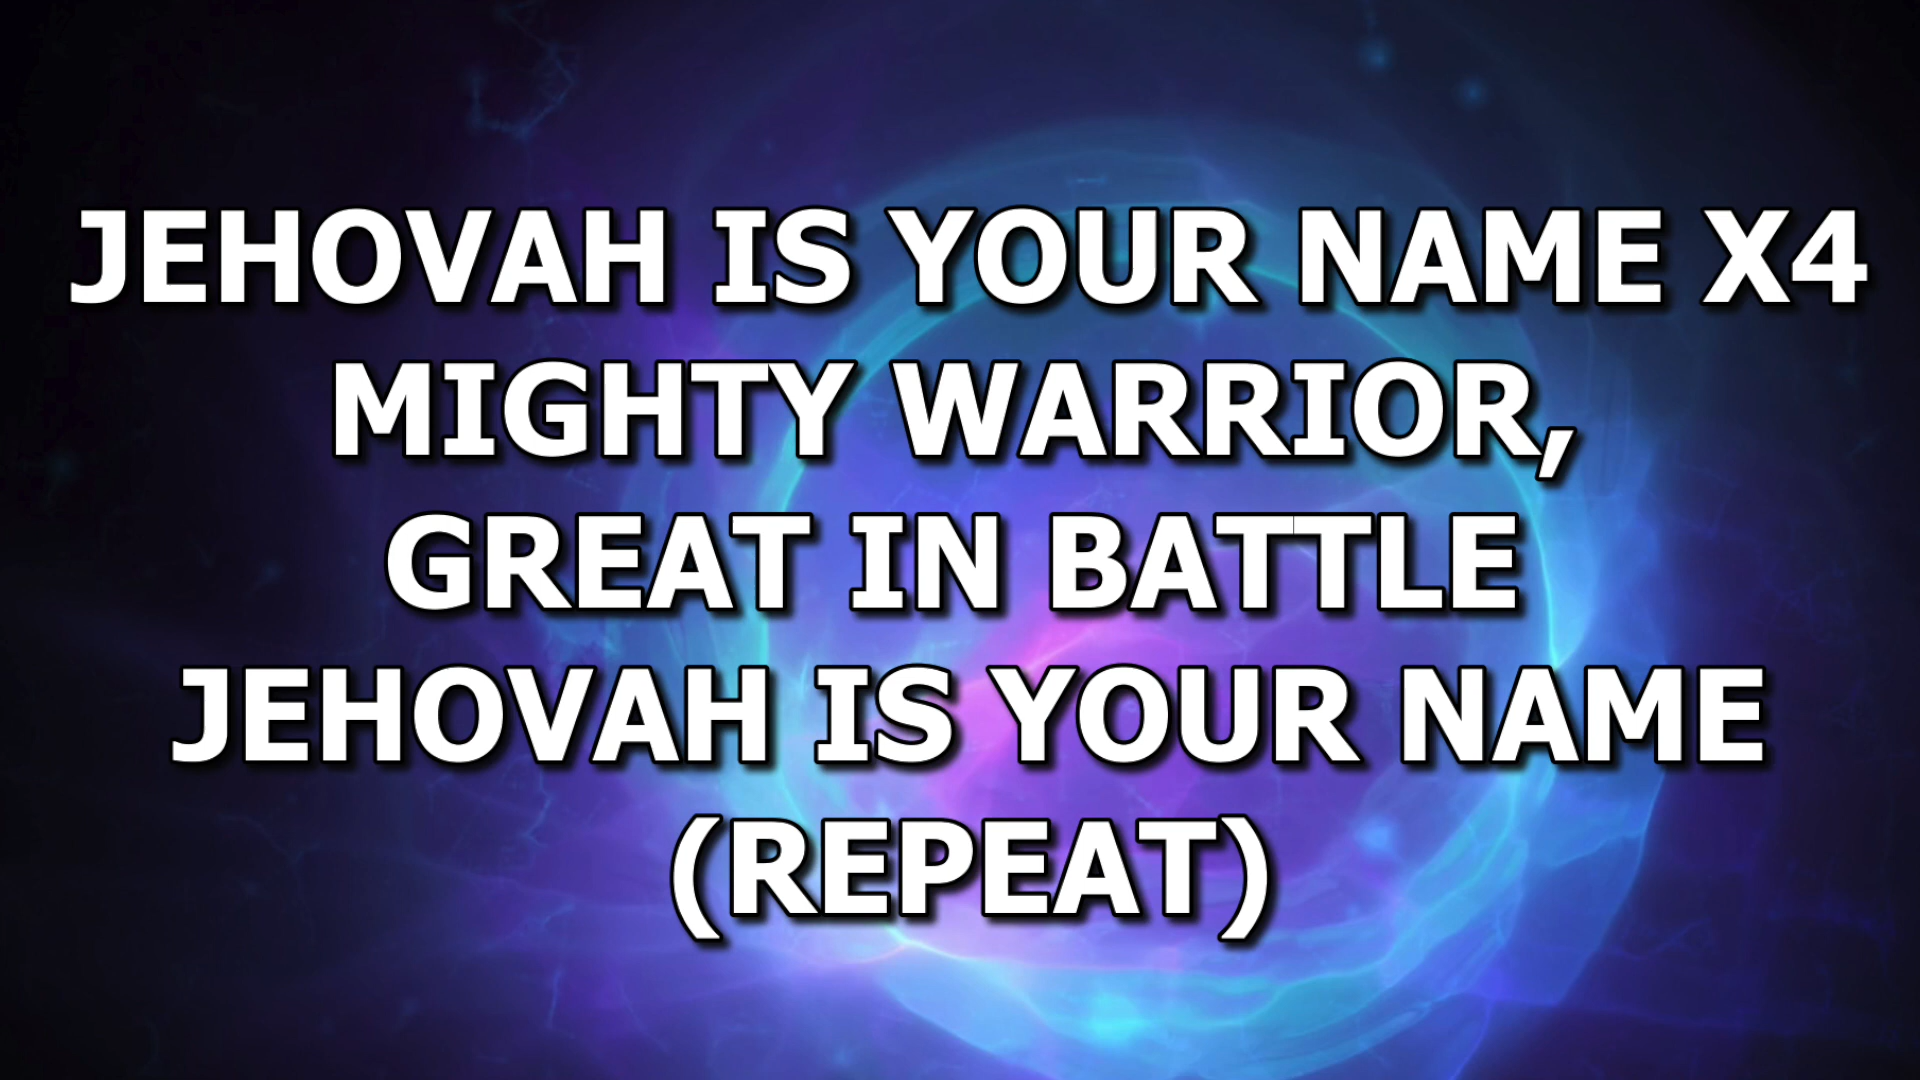 JEHOVAH IS YOUR NAME X4
MIGHTY WARRIOR,
GREAT IN BATTLE
JEHOVAH IS YOUR NAME
(REPEAT)